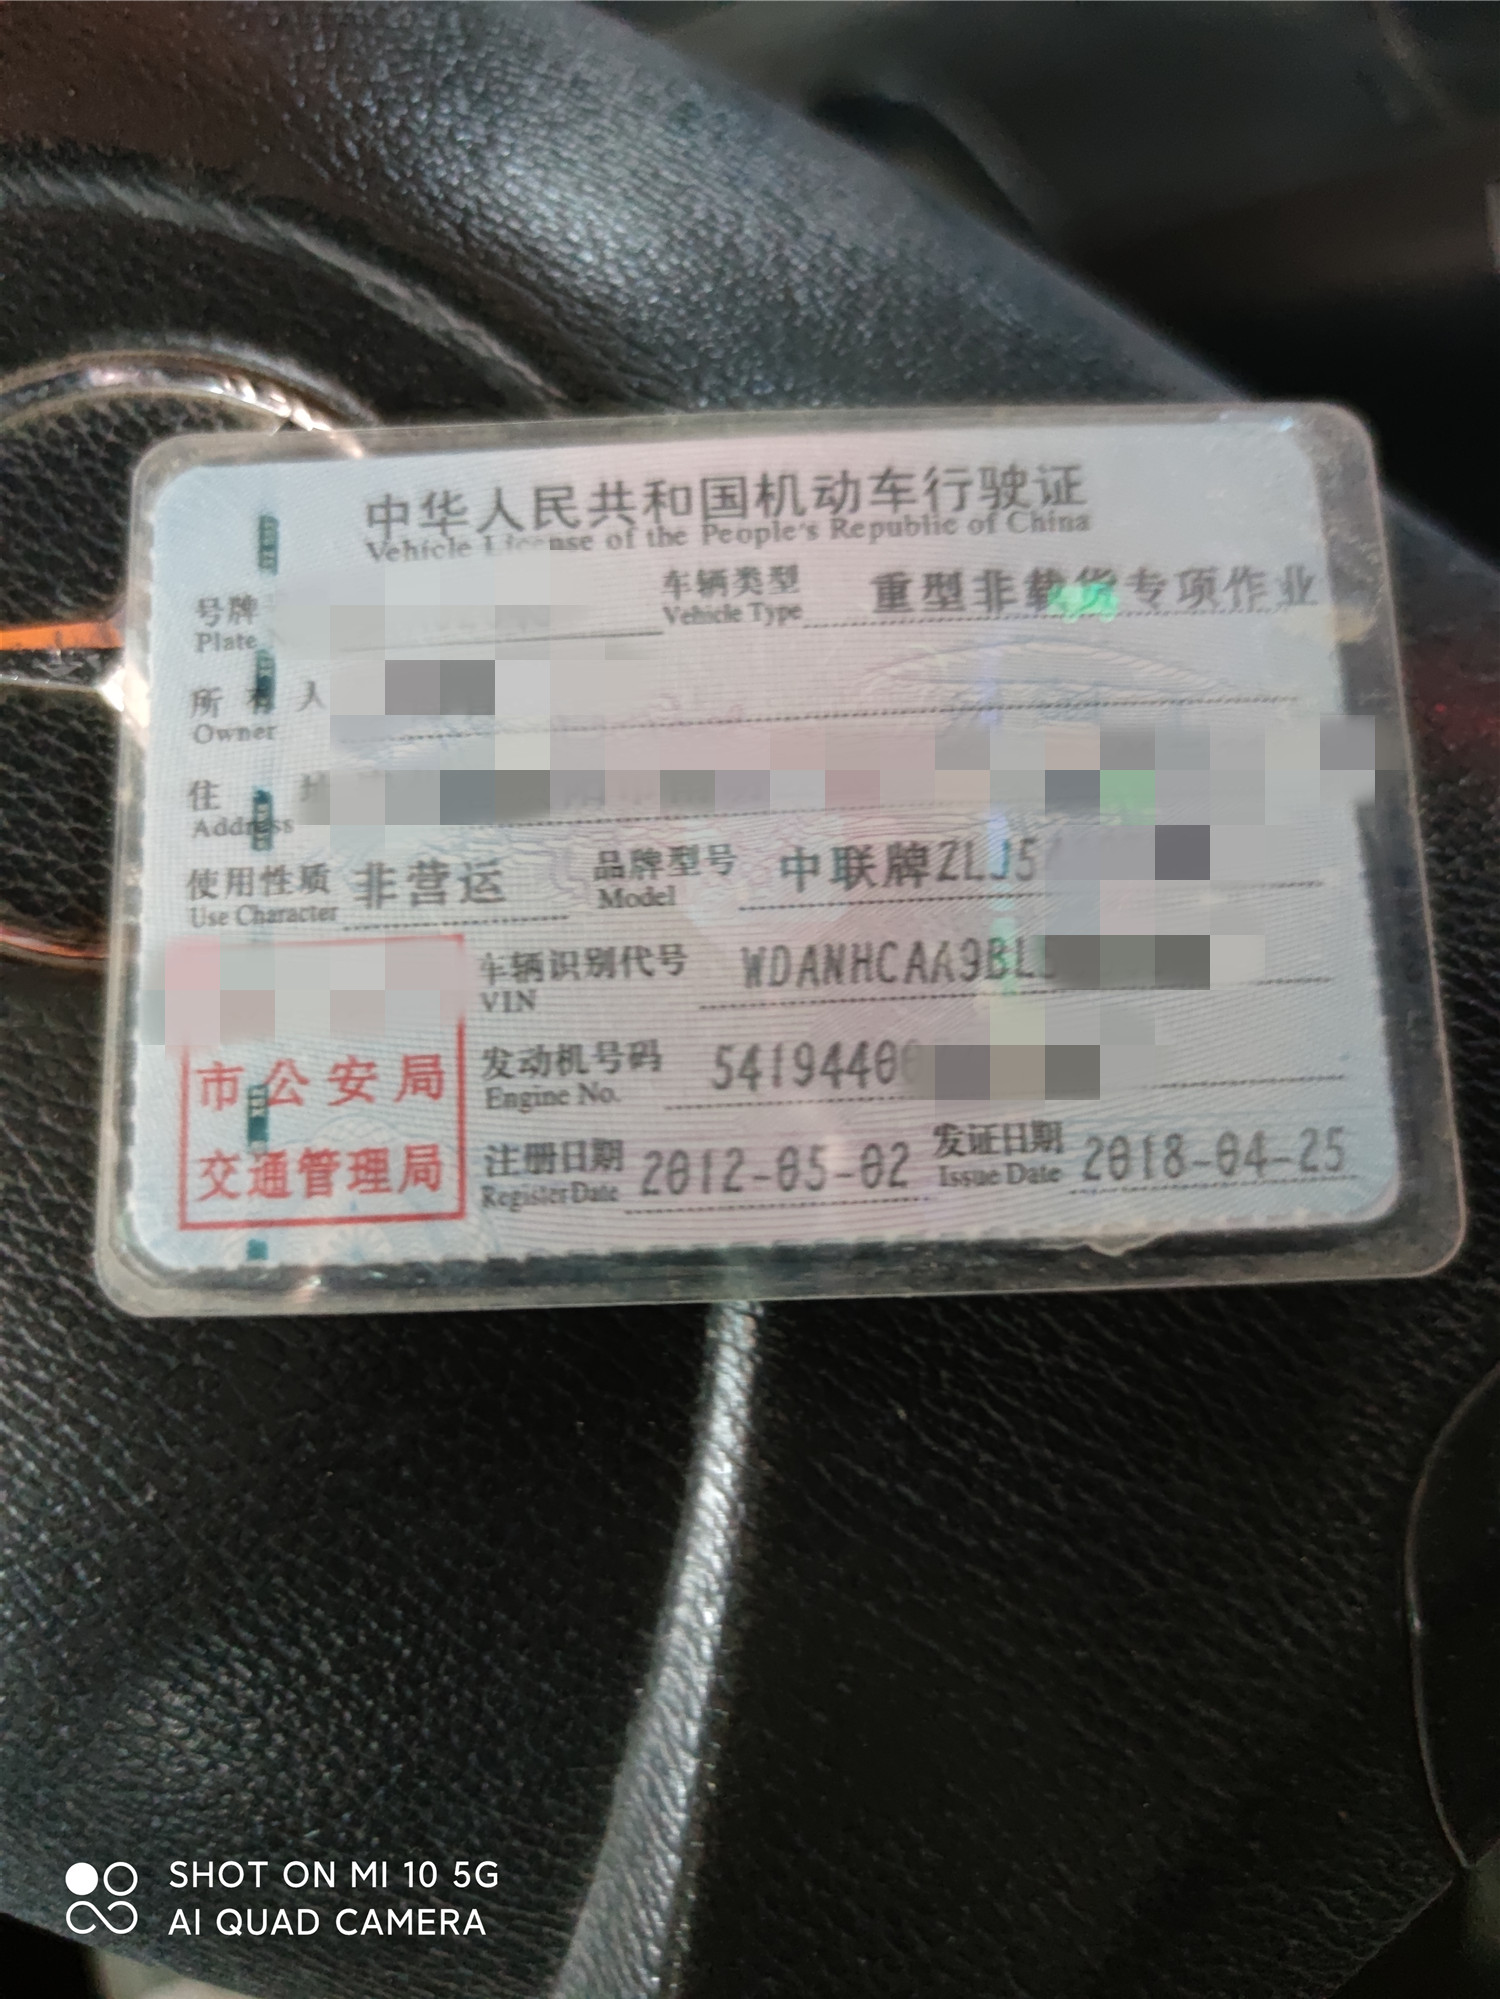 中华人民共和国机动车行驶证
Vehicle License of the People's Republic of China
号牌 车辆类型 重型非载货专项作业
Plate Vehicle Type
所有人
Owner
住
Address
使用性质 非营运 品牌型号 中联牌ZLJ5
Use Character Model
车辆识别代号 WDANHCAA9BL
VIN
市公安局
交通管理局
发动机号码 54194400
Engine No.
注册日期 2012-05-02 发证日期 2018-04-25
Register Date Issue Date
SHOT ON MI 10 5G
AI QUAD CAMERA